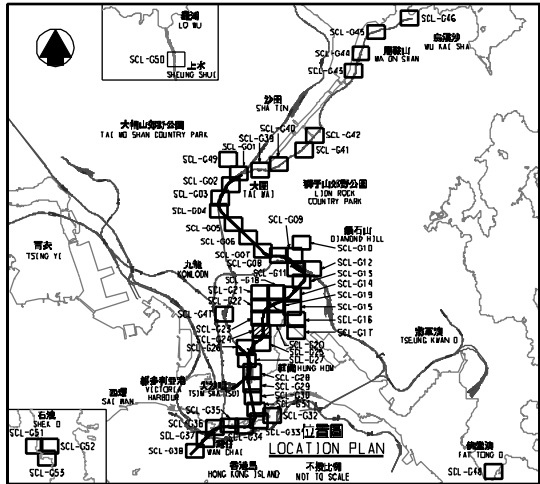 羅湖
LO WU
SCL-G50
上水
SHEUNG SHUI
SCL-G46
SCL-G45
烏溪沙
WU KAI SHA
SCL-G44
馬鞍山
MA ON SHAN
SCL-G43
沙田
SHA TIN
大帽山郊野公園
TAI MO SHAN COUNTRY PARK
SCL-G40
SCL-G39
SCL-G01
SCL-G42
SCL-G41
SCL-G49
SCL-G02
大圍
TAI WAI
獅子山郊野公園
LION ROCK
COUNTRY PARK
SCL-G03
SCL-G04
SCL-G05
SCL-G09
SCL-G06
鑽石山
DIAMOND HILL
SCL-G10
SCL-G07
SCL-G08
SCL-G11
SCL-G12
SCL-G13
青衣
TSING YI
九龍
KOWLOON
SCL-G18
SCL-G14
SCL-G21
SCL-G19
SCL-G22
SCL-G15
SCL-G47
SCL-G16
SCL-G23
SCL-G17
SCL-G24
SCL-G20
SCL-G26
SCL-G25
SCL-G27
將軍澳
TSEUNG KWAN O
紅磡
HUNG HOM
SCL-G28
SCL-G29
SCL-G30
維多利亞港
VICTORIA
HARBOUR
尖沙咀
TSIM SHA TSUI
西環
SAI WAN
SCL-G35
SCL-G32
SCL-G36
SCL-G33
SCL-G34
SCL-G37
SCL-G38
灣仔
WAN CHAI
香港島
HONG KONG ISLAND
位置圖
LOCATION PLAN
不按比例
NOT TO SCALE
石澳
SHEK O
SCL-G51
SCL-G52
SCL-G53
佛堂澳
FAT TONG O
SCL-G48